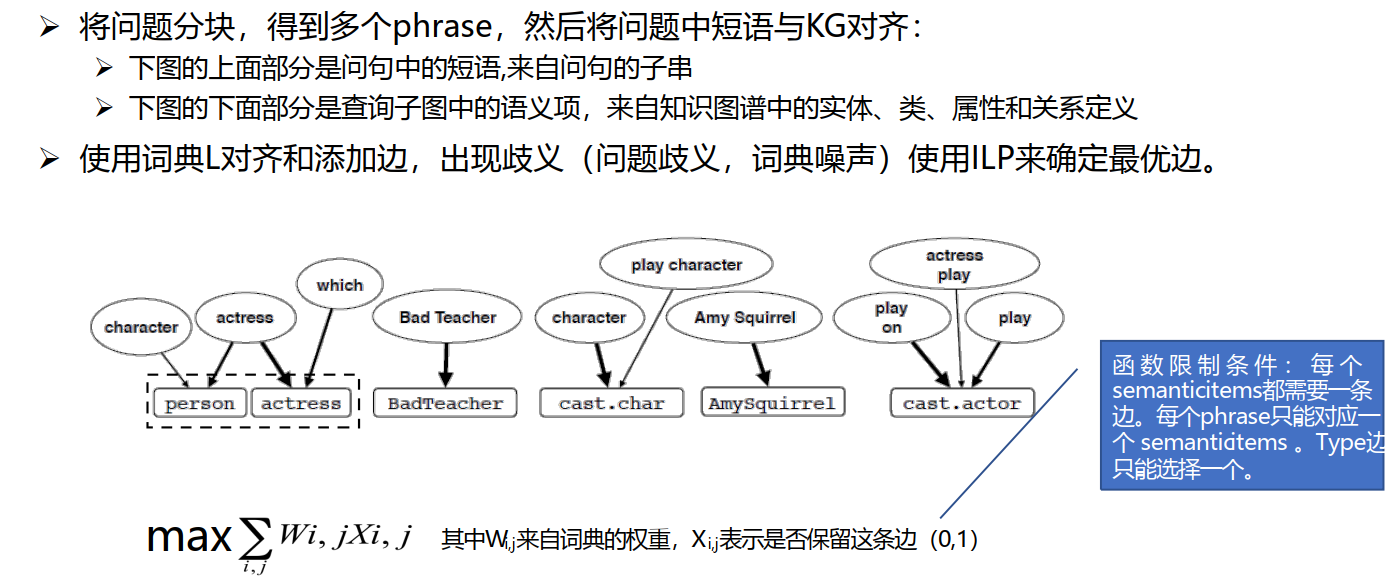 ➢ 将问题分块，得到多个phrase，然后将问题中短语与KG对�：
➢ 下图的上面部分是问句中的短语,来自问句的子串
➢ 下图的下面部分是查询子图中的语义项，来自知识图谱中的实体、类、属性和关系定义
➢ 使用词典L对齐和添加边，出现歧义（问题歧义，词典噪声）使用ILP来确定最优边。
character
actress
which
Bad Teacher
character
play character
Amy Squirrel
play
on
actress
play
play
person
actress
BadTeacher
cast.char
AmySquirrel
cast.actor
函数限制条件：每个
semanticitems都需要一条
边。每个phrase只能对应一
个 semanticitems 。Type边
只能选择一个。
max∑Wi, jXi, j
i, j
其中Wi,j来自词典的权重，Xi,j表示是否保留这条边（0,1）